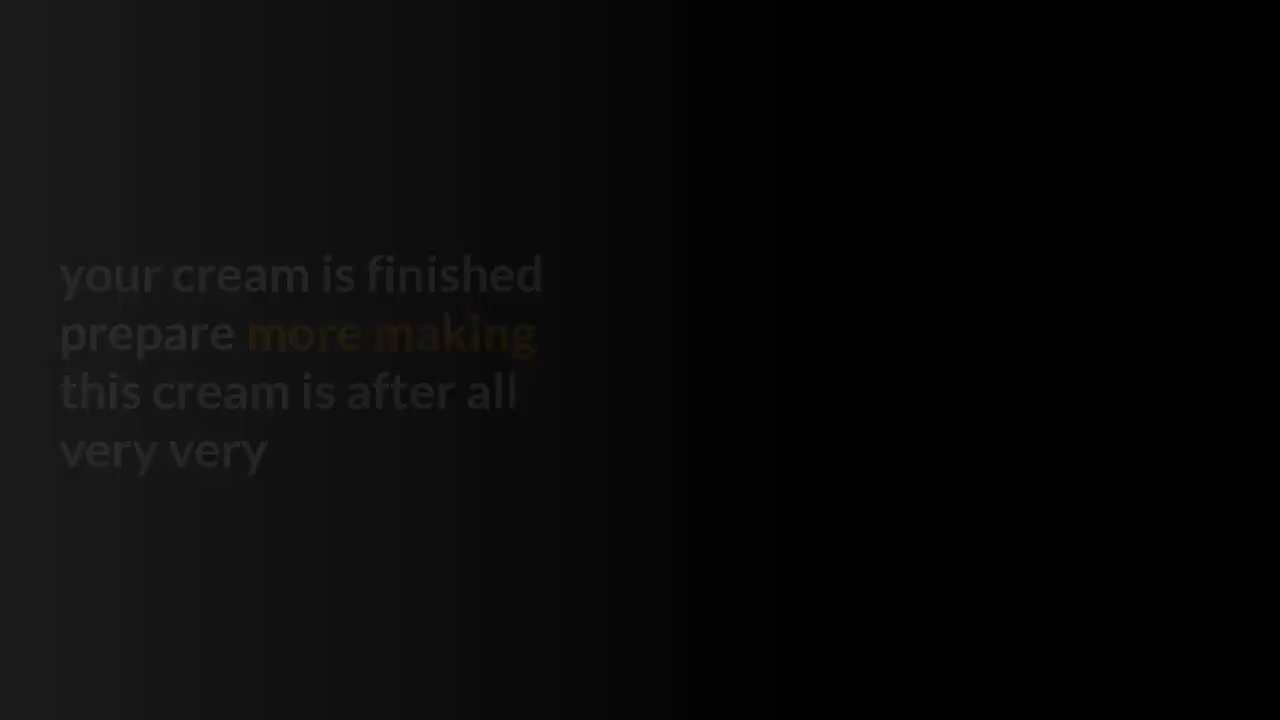 your cream is finished
prepare more making
this cream is after all
very very